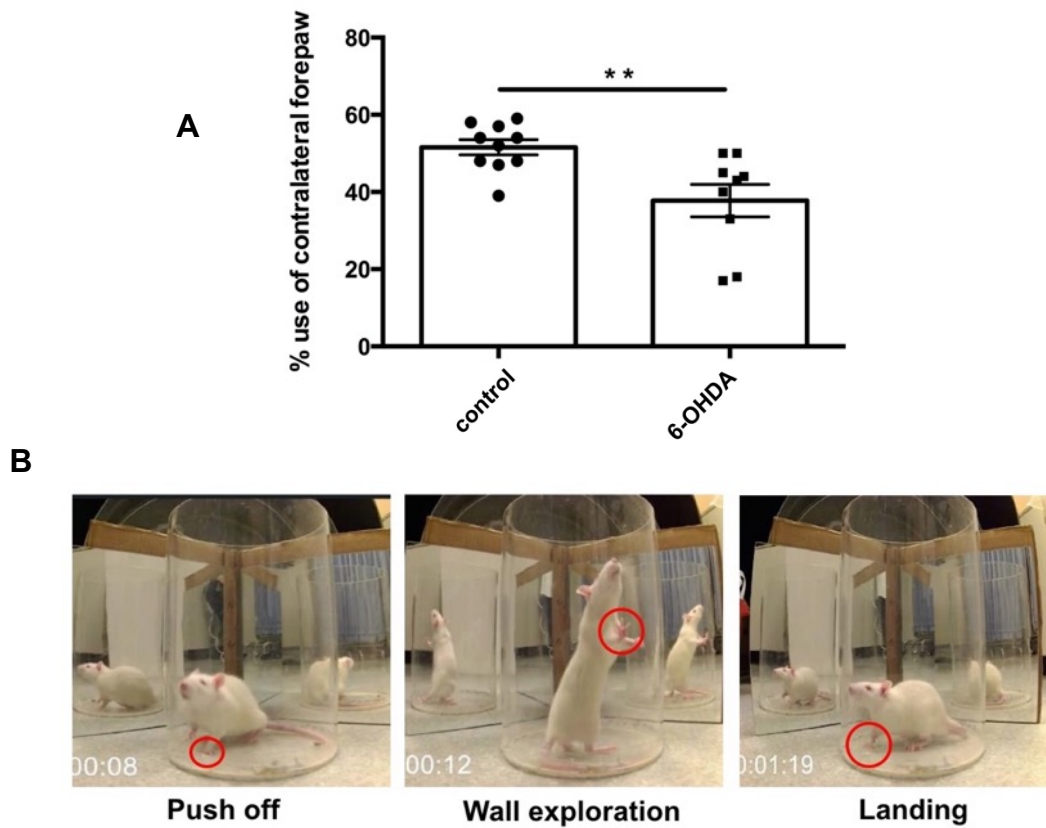 A
% use of contralateral forepaw
80
60
40
20
0
* *
control
6-OHDA
B
00:08
00:12
0:01:19
Push off
Wall exploration
Landing